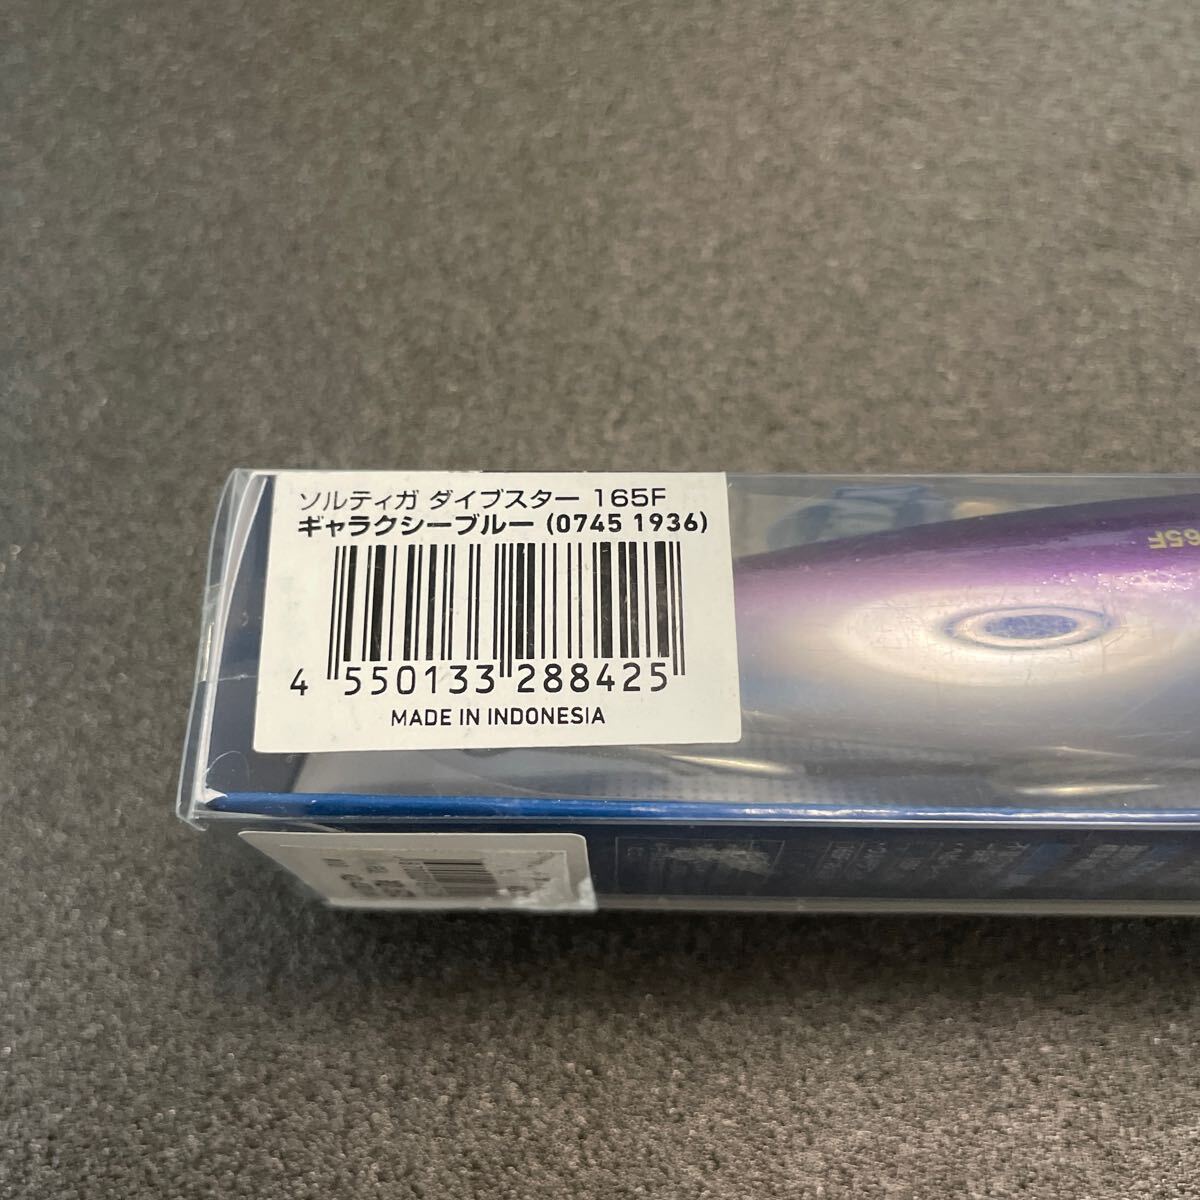 ソルティガ ダイブスター 165F
ギャラクシーブルー (0745 1936)
4 550133 288425
MADE IN INDONESIA
65F